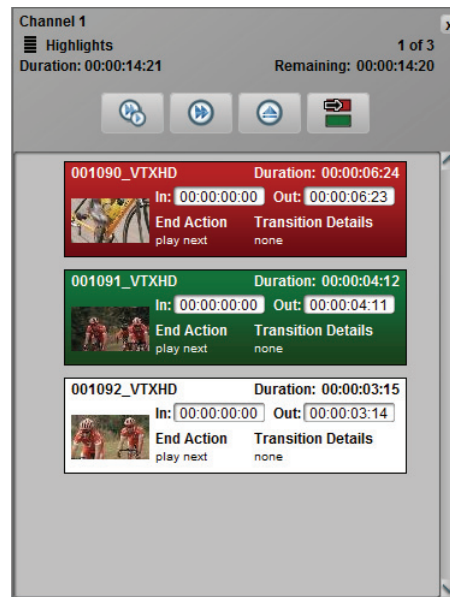 Channel 1
x
Highlights 1 of 3
Duration: 00:00:14:21 Remaining: 00:00:14:20
001090_VTXHD Duration: 00:00:06:24
In: 00:00:00:00 Out: 00:00:06:23
End Action Transition Details
play next none
001091_VTXHD Duration: 00:00:04:12
In: 00:00:00:00 Out: 00:00:04:11
End Action Transition Details
play next none
001092_VTXHD Duration: 00:00:03:15
In: 00:00:00:00 Out: 00:00:03:14
End Action Transition Details
play next none